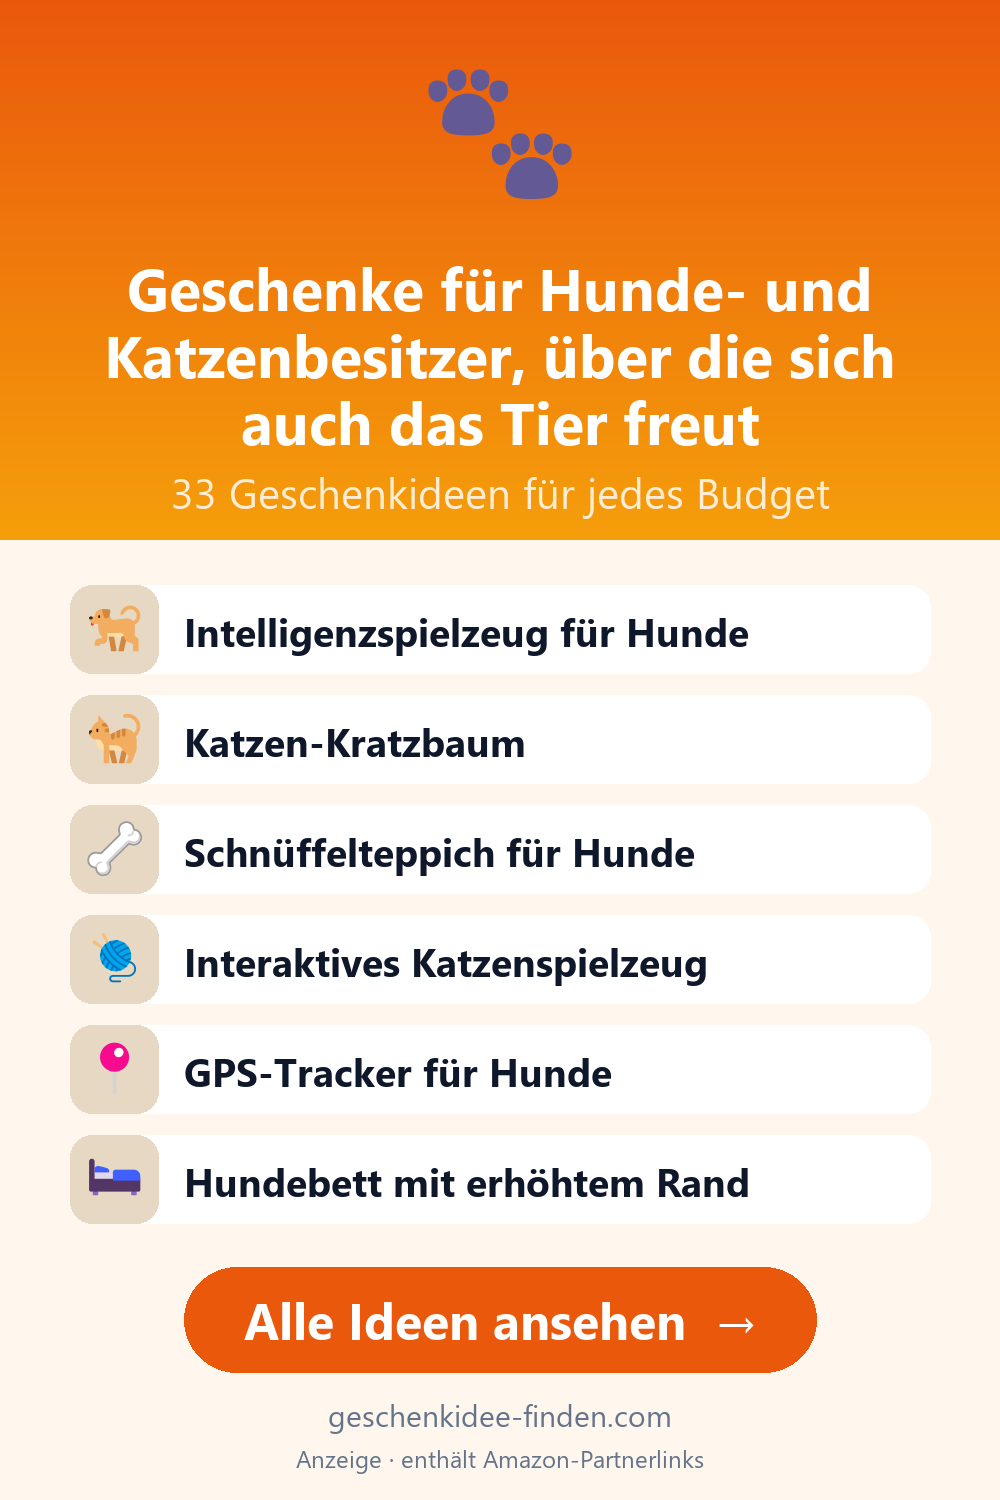 Geschenke für Hunde- und
Katzenbesitzer, über die sich
auch das Tier freut
33 Geschenkideen für jedes Budget
Intelligenzspielzeug für Hunde
Katzen-Kratzbaum
Schnüffelteppich für Hunde
Interaktives Katzenspielzeug
GPS-Tracker für Hunde
Hundebett mit erhöhtem Rand
Alle Ideen ansehen →
geschenkidee-finden.com
Anzeige · enthält Amazon-Partnerlinks